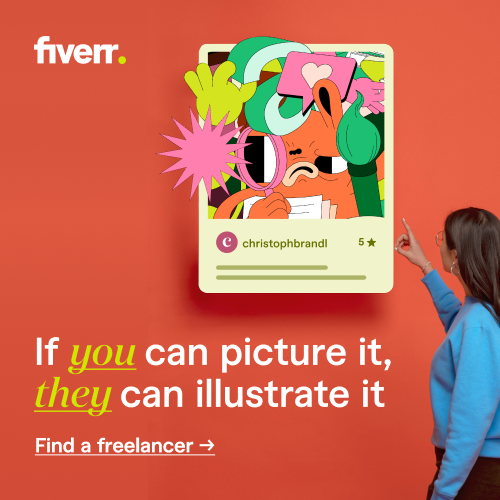 fiverr.
C christophbrandl 5★
If you can picture it,
they can illustrate it
Find a freelancer →